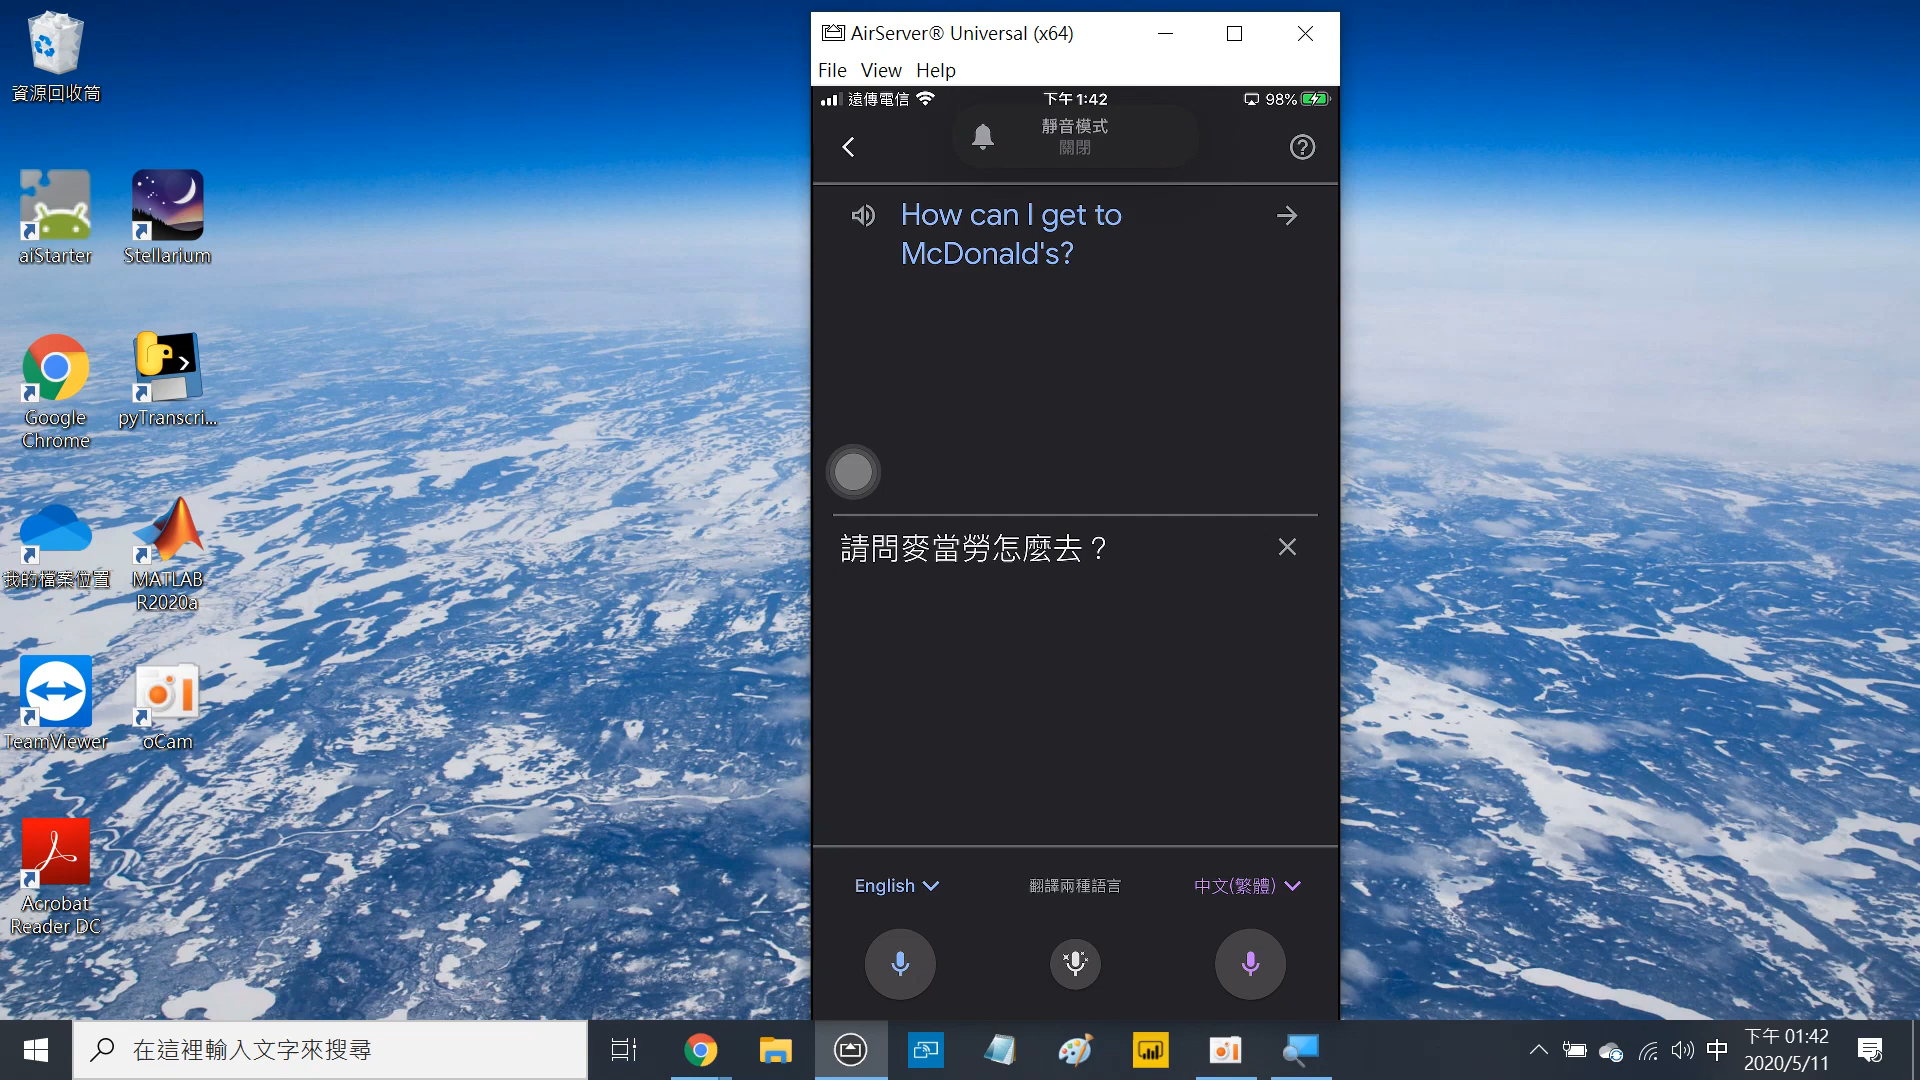 資源回收筒
aiStarter
Stellarium
Google
Chrome
pyTranscri...
我的檔案位置
MATLAB
R2020a
TeamViewer
oCam
Acrobat
Reader DC
AirServer® Universal (x64)
File View Help
遠傳電信 下午1:42 98%
靜音模式
關閉
How can I get to
McDonald's?
請問麥當勞怎麼去？
English 翻譯兩種語言 中文(繁體)
在這裡輸入文字來搜尋
中
下午 01:42
2020/5/11